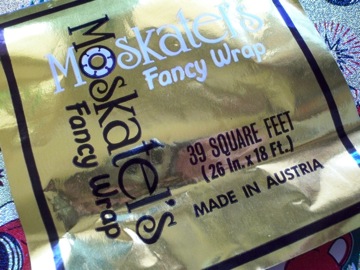 Moskatel's
Fancy Wrap
Moskatel's
Fancy Wrap
39 SQUARE FEET
(26 In. x 18 Ft.)
MADE IN AUSTRIA